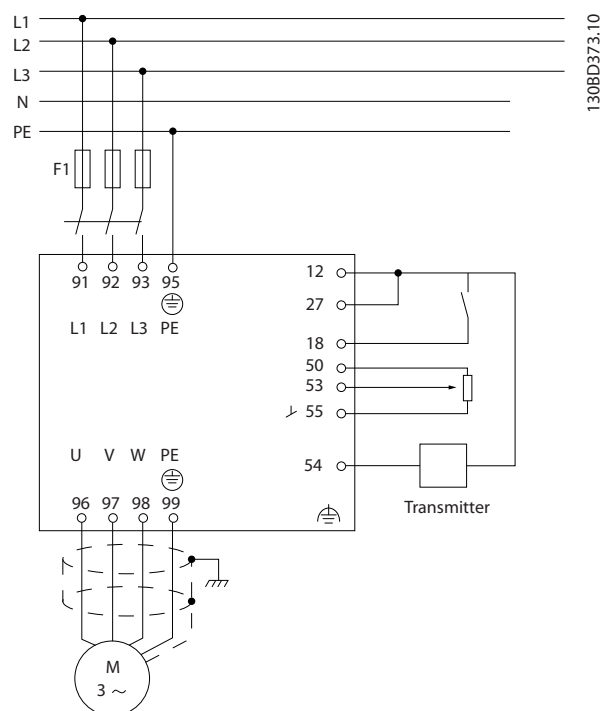 L1
L2
L3
N
PE
130BD373.10
F1
91 92 93 95
L1 L2 L3 PE
12
27
18
50
53
55
54
Transmitter
U V W PE
96 97 98 99
M
3 ~